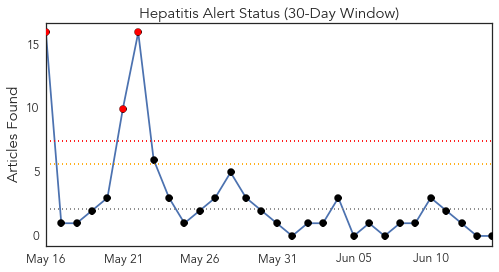 Hepatitis Alert Status (30-Day Window)
Articles Found
15
10
5
0
May 16 May 21 May 26 May 31 Jun 05 Jun 10